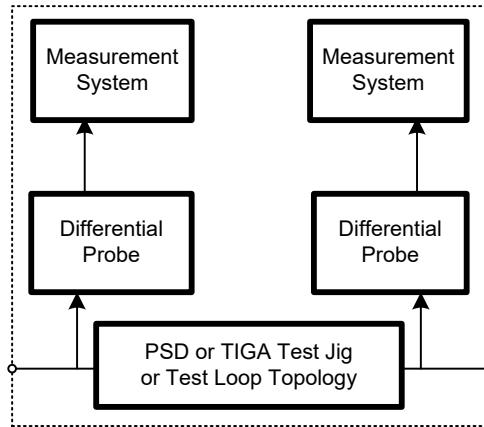 Measurement
System
Measurement
System
Differential
Probe
Differential
Probe
PSD or TIGA Test Jig
or Test Loop Topology